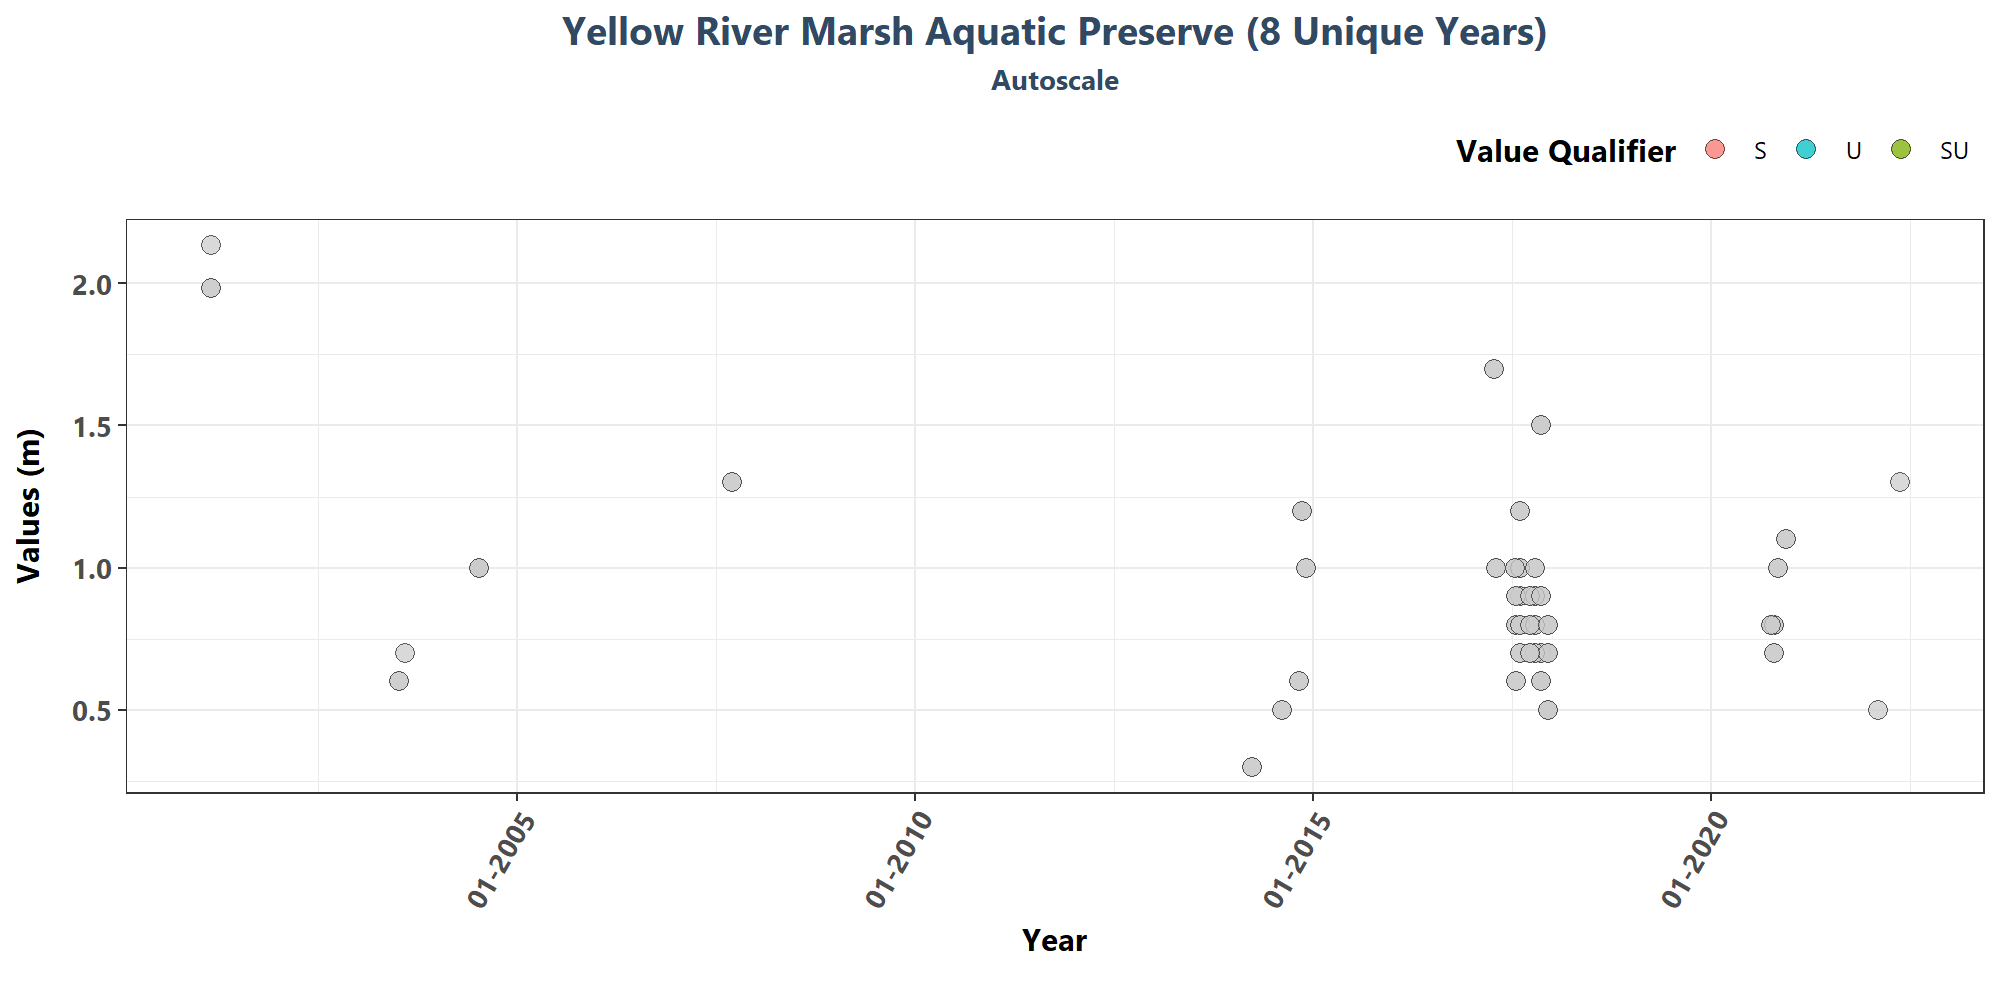 Yellow River Marsh Aquatic Preserve (8 Unique Years)
Autoscale
Value Qualifier S U SU
Values (m)
2.0
1.5
1.0
0.5
01-2005 01-2010 01-2015 01-2020
Year